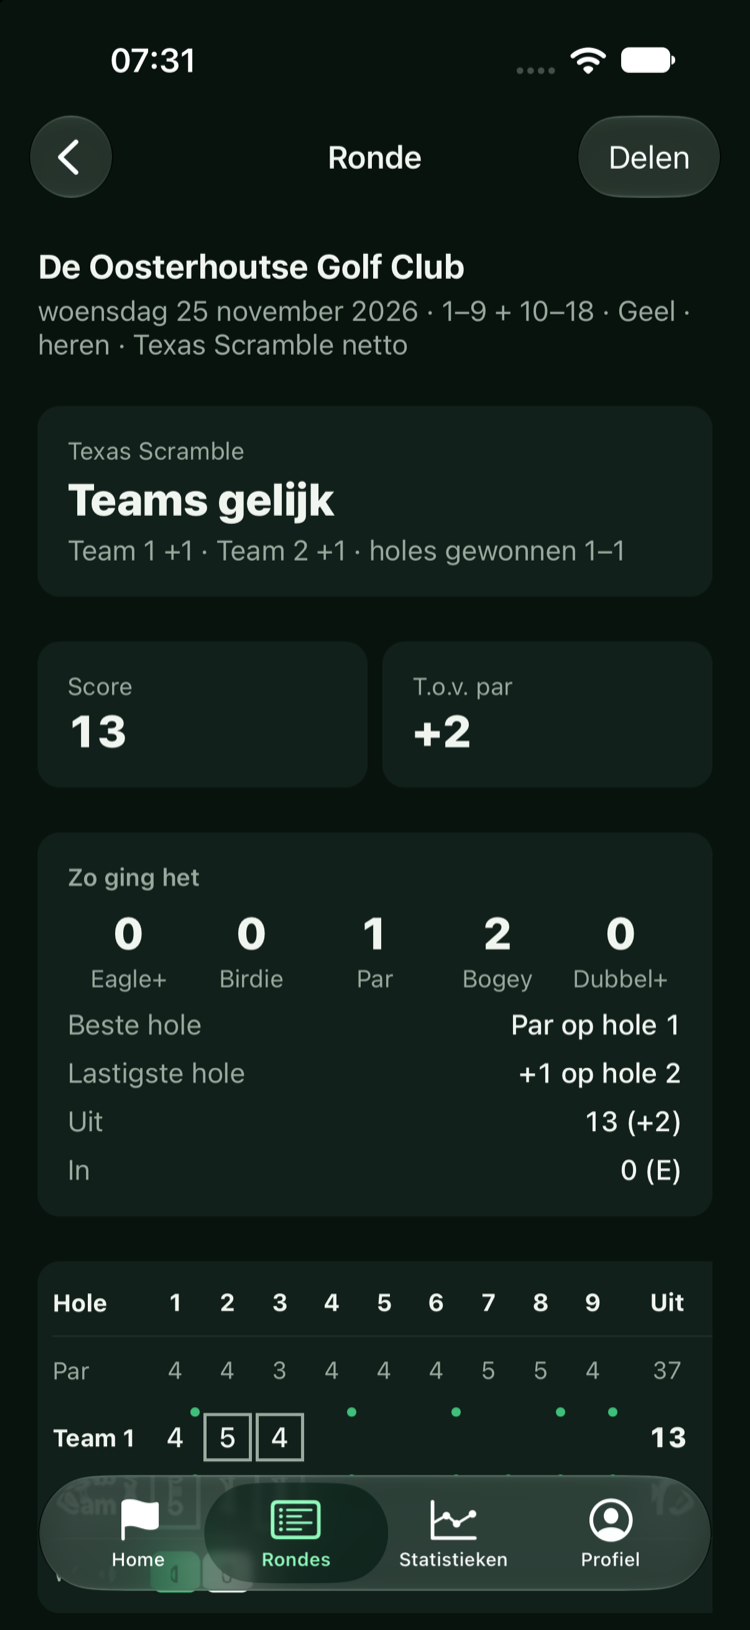 07:31
Ronde
Delen
De Oosterhoutse Golf Club
woensdag 25 november 2026 · 1–9 + 10–18 · Geel ·
heren · Texas Scramble netto
Texas Scramble
Teams gelijk
Team 1 +1 · Team 2 +1 · holes gewonnen 1–1
Score
13
T.o.v. par
+2
Zo ging het
0 0 1 2 0
Eagle+ Birdie Par Bogey Dubbel+
Beste hole Par op hole 1
Lastigste hole +1 op hole 2
Uit 13 (+2)
In 0 (E)
Hole 1 2 3 4 5 6 7 8 9 Uit
Par 4 4 3 4 4 4 5 5 4 37
Team 1 4 5 4 13
Home Rondes Statistieken Profiel